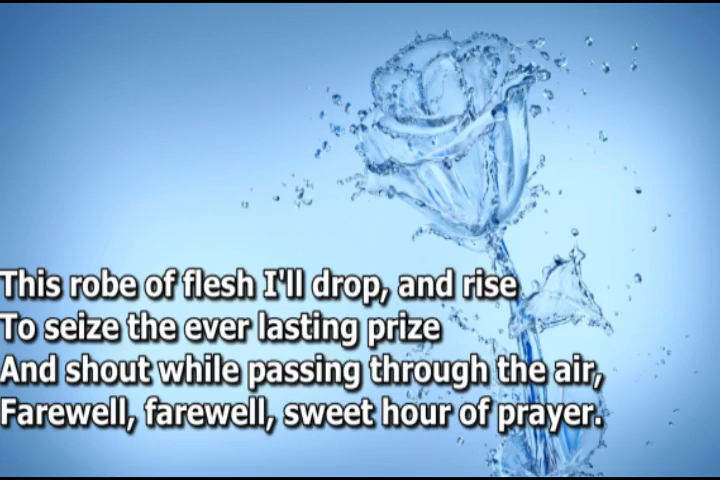 This robe of flesh I'll drop, and rise
To seize the ever lasting prize
And shout while passing through the air,
Farewell, farewell, sweet hour of prayer.